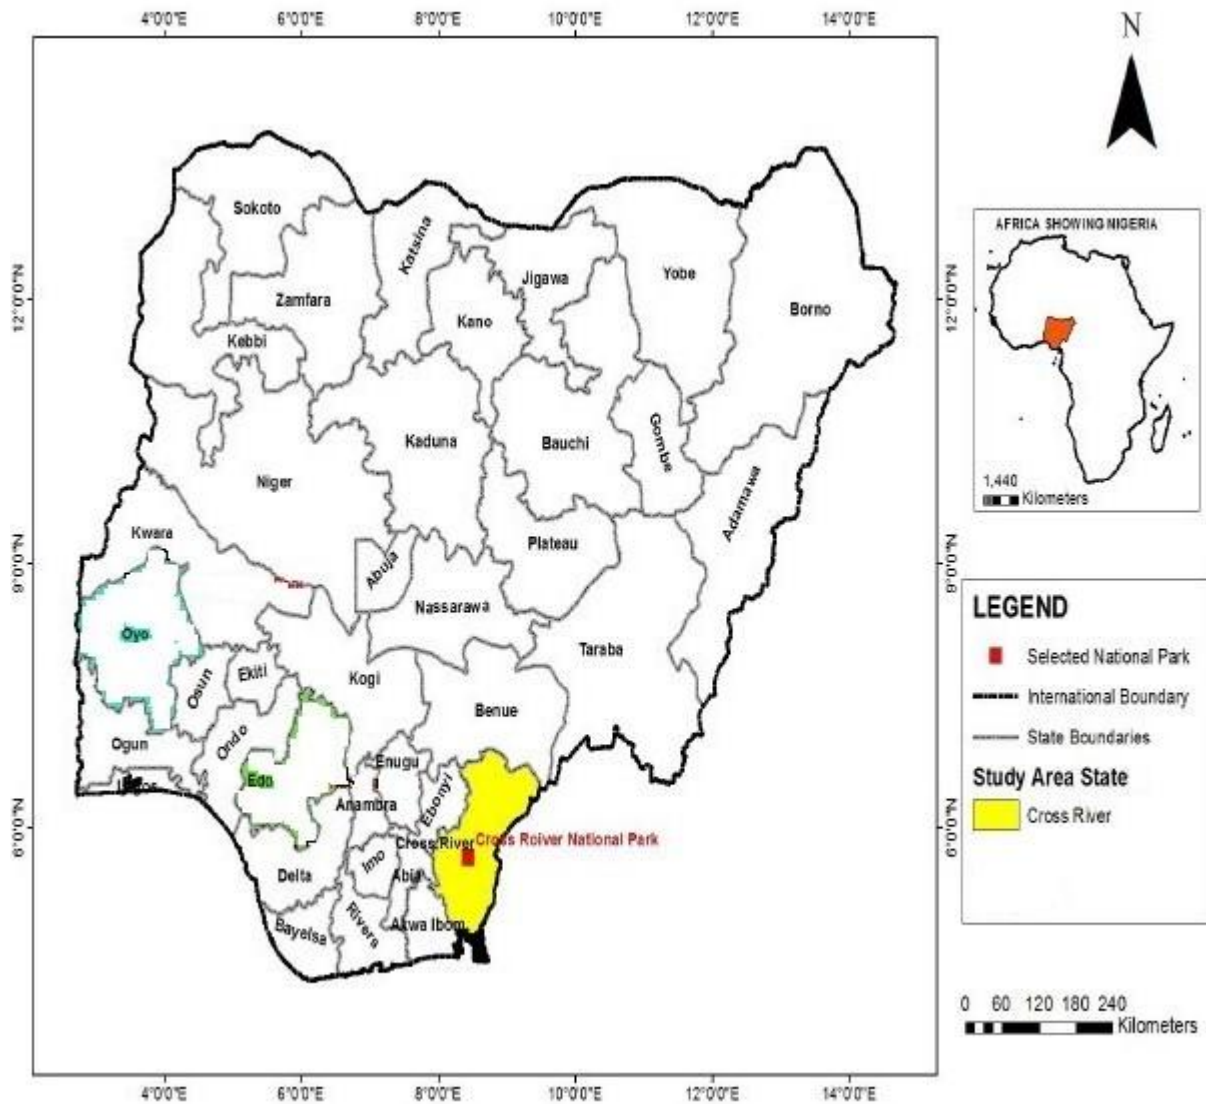 4°0'0"E 6°0'0"E 8°0'0"E 10°0'0"E 12°0'0"E 14°0'0"E
N
AFRICA SHOWING NIGERIA
1,440
Kilometers
12°0'0"N
12°0'0"N
9°0'0"N
9°0'0"N
6°0'0"N
6°0'0"N
Sokoto
Katsina
Jigawa
Yobe
Zamfara
Kano
Borno
Kebbi
Kaduna
Bauchi
Gombe
Niger
Adamawa
Kwara
Abuja
Plateau
Nassarawa
Oyo
Taraba
Osun
Ekiti
Kogi
Benue
Ogun
Ondo
Enugu
Lagos
Edo
Anambra
Ebonyi
Cross River
Cross Roiver National Park
Delta
Imo
Abia
Bayelsa
Rivera
Akwa Ibom
LEGEND
Selected National Park
International Boundary
State Boundaries
Study Area State
Cross River
0 60 120 180 240
Kilometers
4°0'0"E 6°0'0"E 8°0'0"E 10°0'0"E 12°0'0"E 14°0'0"E